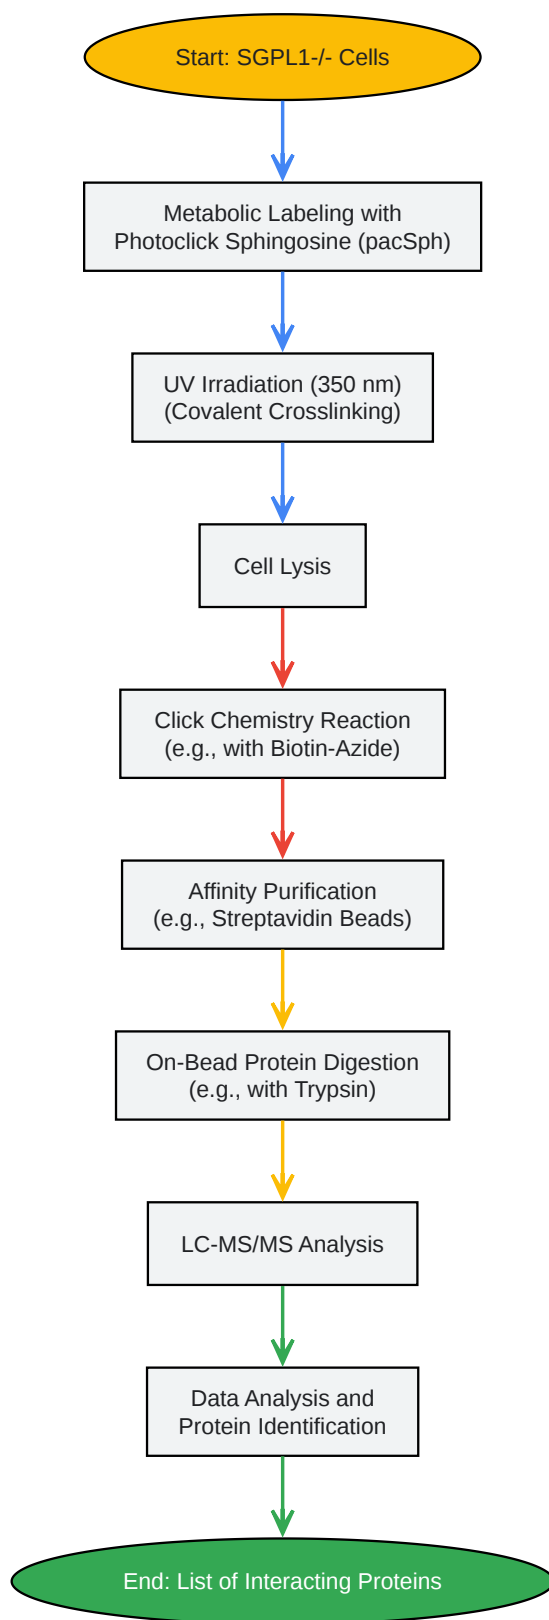 Start: SGPL1-/- Cells
Metabolic Labeling with
Photoclick Sphingosine (pacSph)
UV Irradiation (350 nm)
(Covalent Crosslinking)
Cell Lysis
Click Chemistry Reaction
(e.g., with Biotin-Azide)
Affinity Purification
(e.g., Streptavidin Beads)
On-Bead Protein Digestion
(e.g., with Trypsin)
LC-MS/MS Analysis
Data Analysis and
Protein Identification
End: List of Interacting Proteins